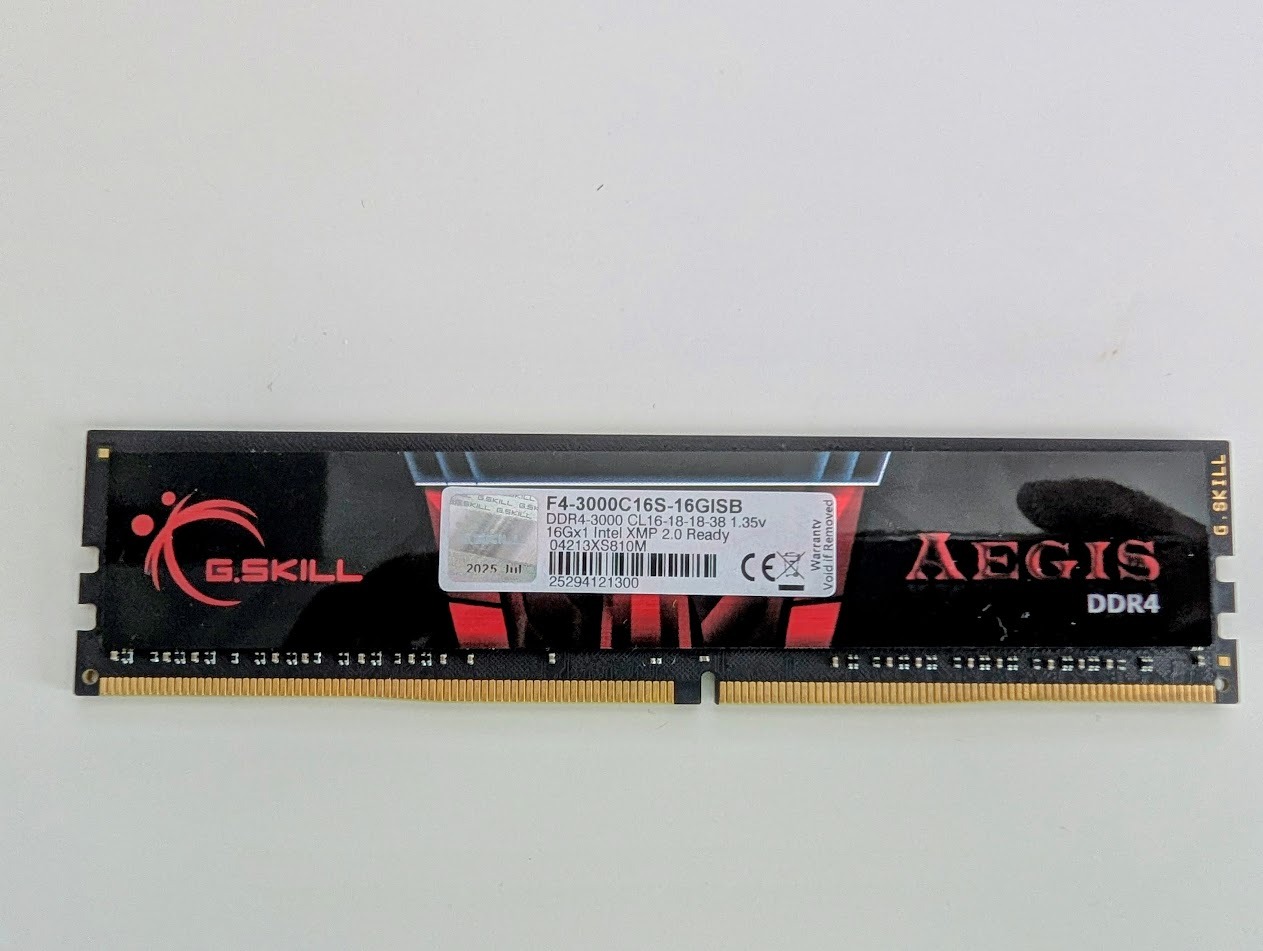 G.SKILL
G.SKILL
2025 Jul
F4-3000C16S-16GISB
DDR4-3000 CL16-18-18-38 1.35v
16Gx1 Intel XMP 2.0 Ready
04213XS810M
25294121300
CE
Warranty
Void if Removed
AEGIS
DDR4
G.SKILL